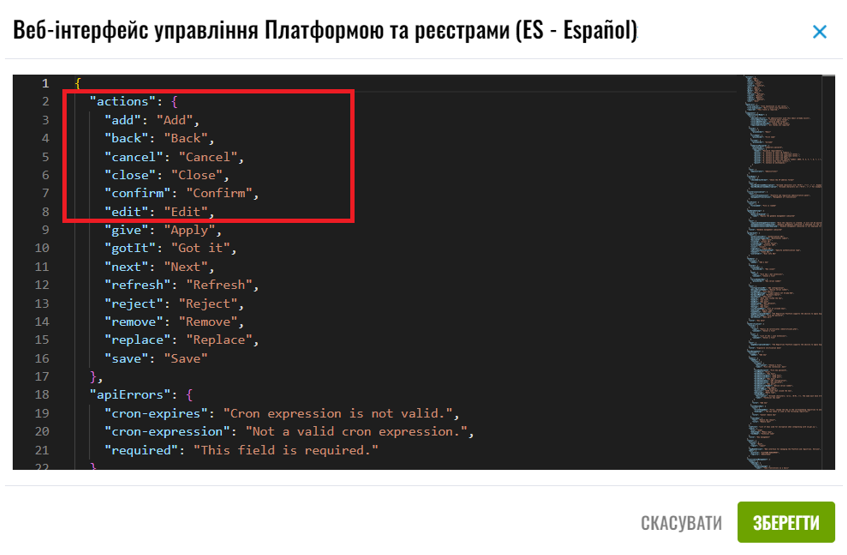 Веб-інтерфейс управління Платформою та реєстрами (ES - Español)
1 {
2 "actions": {
3 "add": "Add",
4 "back": "Back",
5 "cancel": "Cancel",
6 "close": "Close",
7 "confirm": "Confirm",
8 "edit": "Edit",
9 "give": "Apply",
10 "gotIt": "Got it",
11 "next": "Next",
12 "refresh": "Refresh",
13 "reject": "Reject",
14 "remove": "Remove",
15 "replace": "Replace",
16 "save": "Save"
17 },
18 "apiErrors": {
19 "cron-expires": "Cron expression is not valid.",
20 "cron-expression": "Not a valid cron expression.",
21 "required": "This field is required."
22 }
СКАСУВАТИ
ЗБЕРЕГТИ